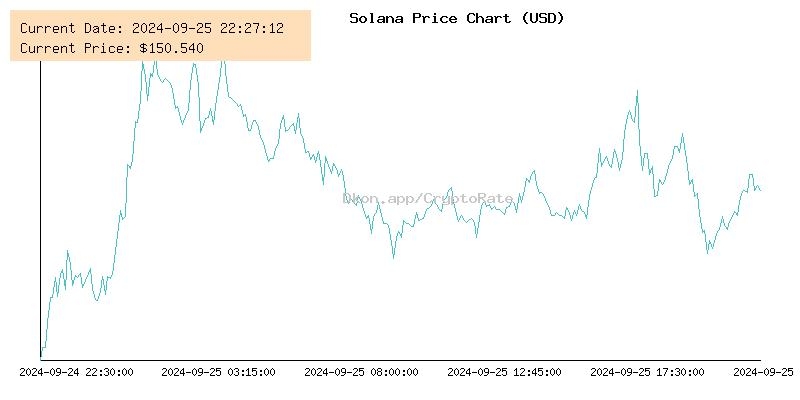 Solana Price Chart (USD)
Current Date: 2024-09-25 22:27:12
Current Price: $150.540
Dkon.app/CryptoRate
2024-09-24 22:30:00 2024-09-25 03:15:00 2024-09-25 08:00:00 2024-09-25 12:45:00 2024-09-25 17:30:00 2024-09-25